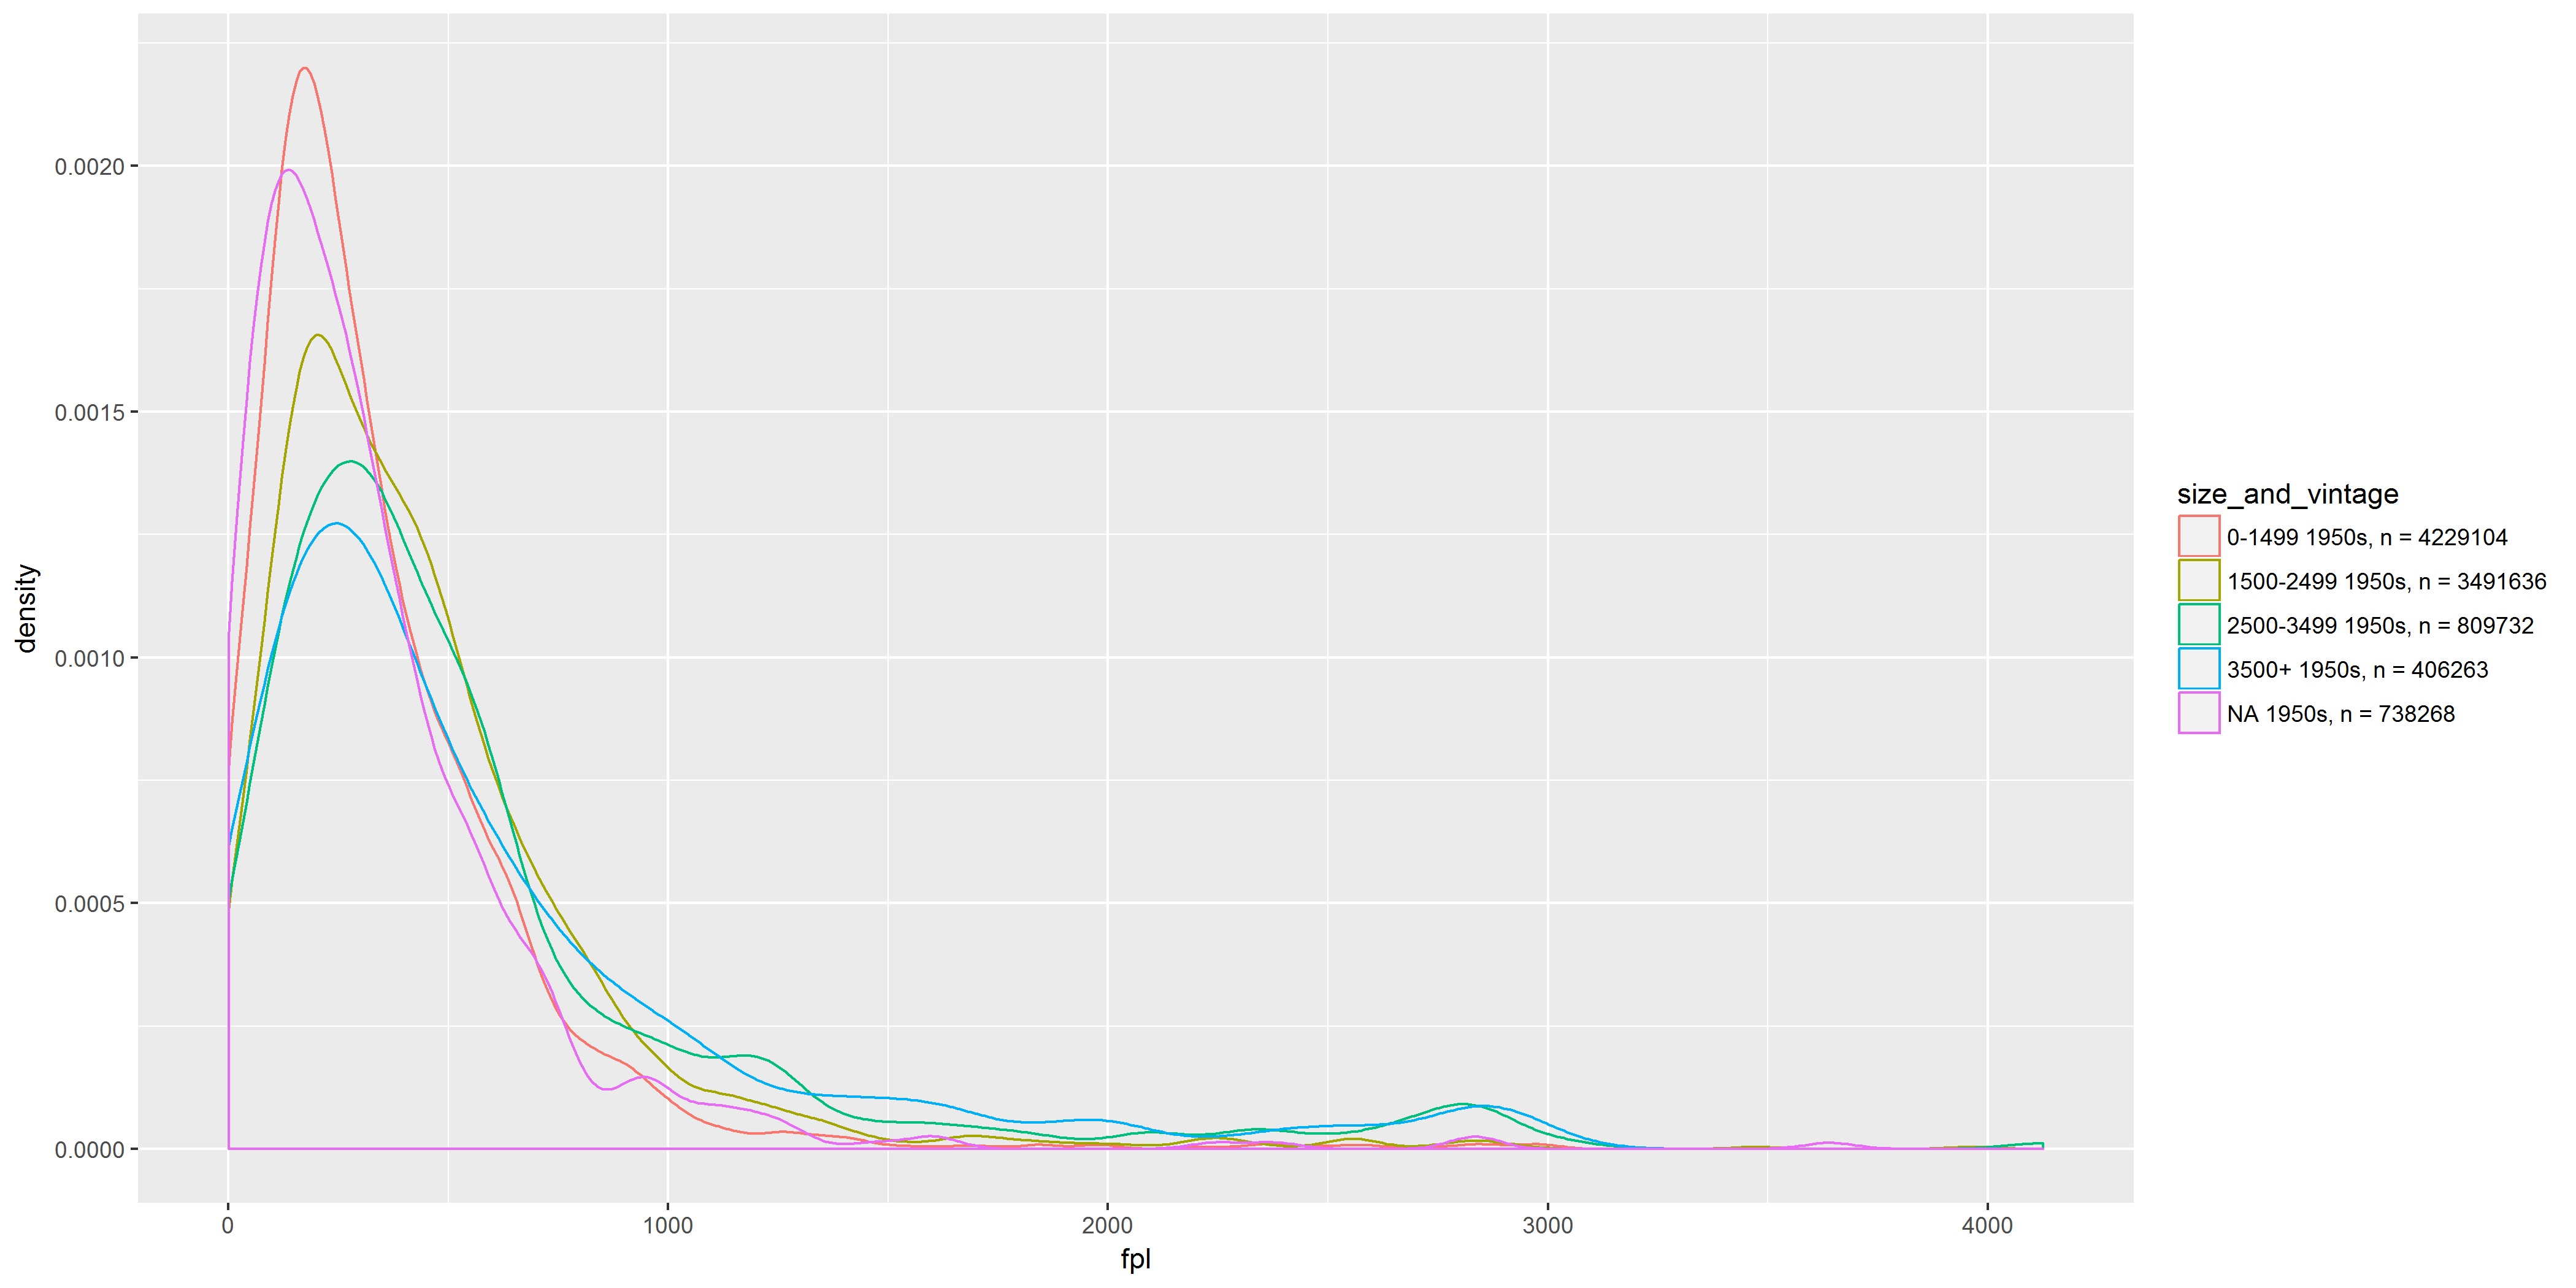 density
0.0020
0.0015
0.0010
0.0005
0.0000
0 1000 2000 3000 4000
fpl
size_and_vintage
0-1499 1950s, n = 4229104
1500-2499 1950s, n = 3491636
2500-3499 1950s, n = 809732
3500+ 1950s, n = 406263
NA 1950s, n = 738268